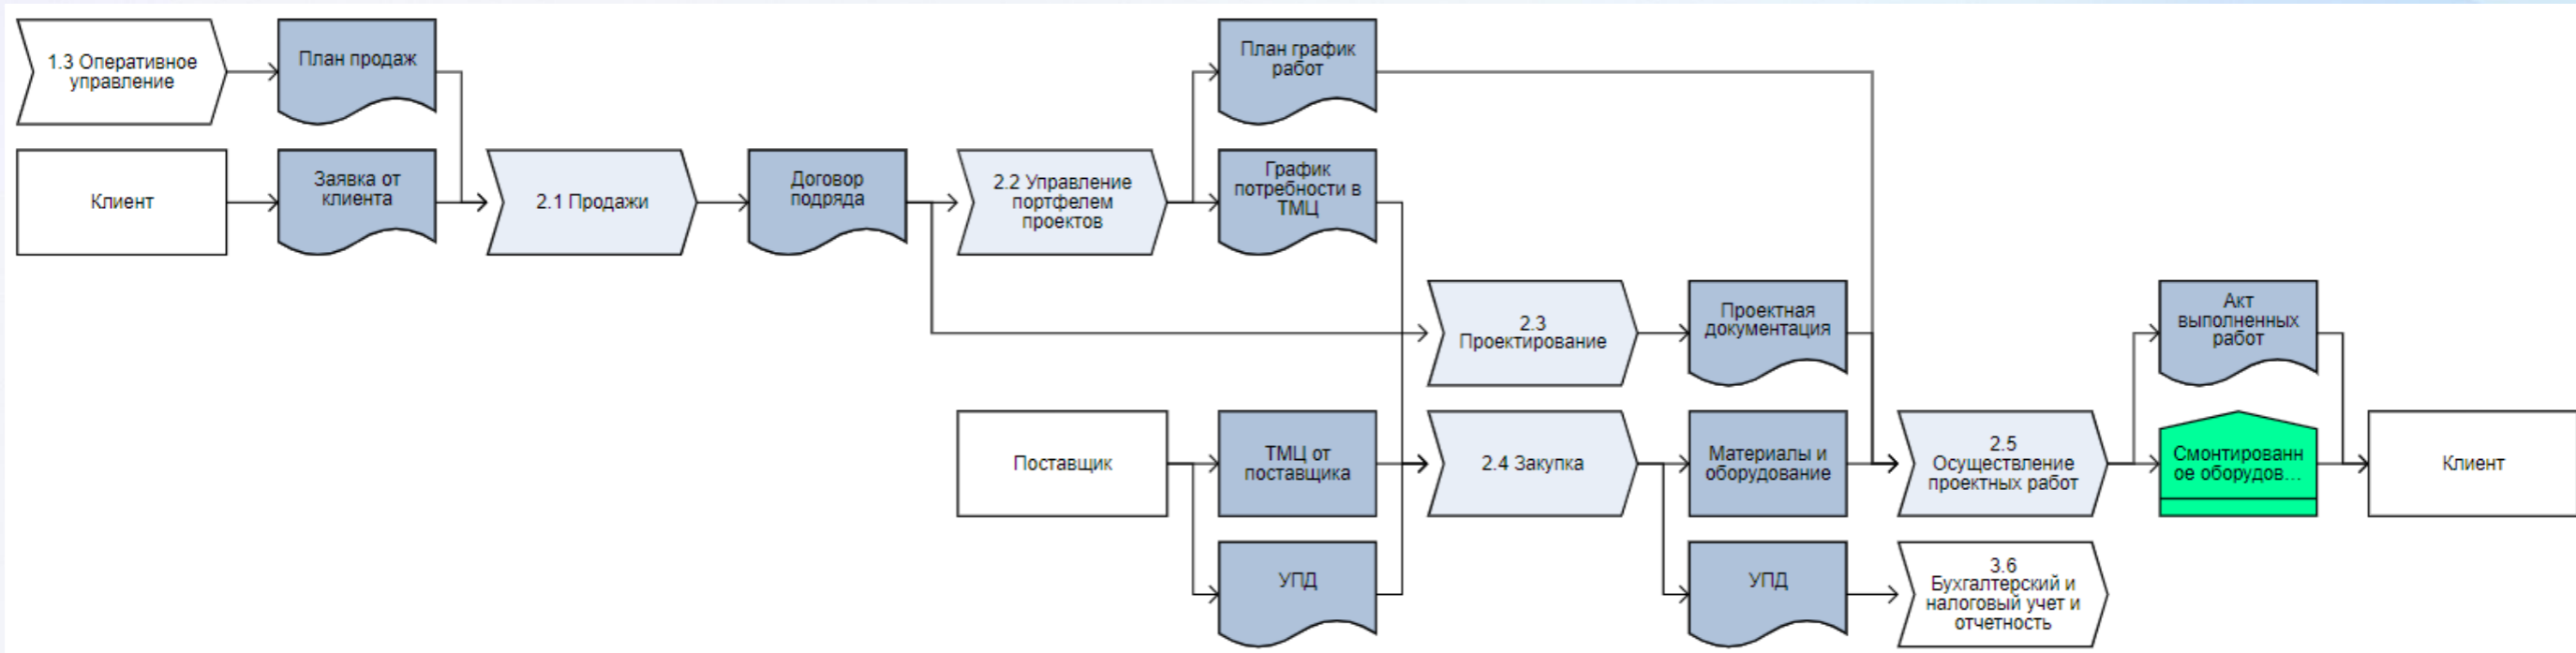 1.3 Оперативное
управление
План продаж
План график
работ
Клиент
Заявка от
клиента
2.1 Продажи
Договор
подряда
2.2 Управление
портфелем
проектов
График
потребности в
ТМЦ
2.3
Проектирование
Проектная
документация
Акт
выполненных
работ
Поставщик
ТМЦ от
поставщика
2.4 Закупка
Материалы и
оборудование
2.5
Осуществление
проектных работ
Смонтированн
ое оборудов...
Клиент
УПД
УПД
3.6
Бухгалтерский и
налоговый учет и
отчетность